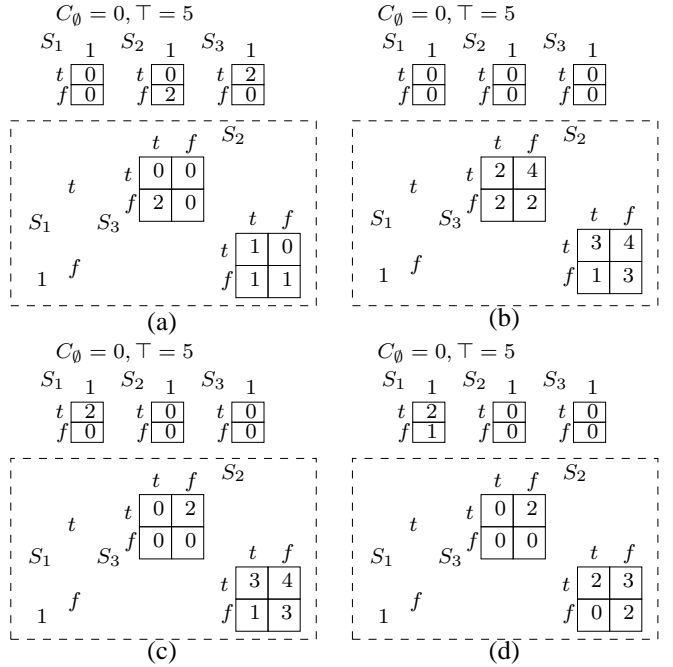 C∅ = 0, ⊤ = 5 C∅ = 0, ⊤ = 5
S1 1 S2 1 S3 1 S1 1 S2 1 S3 1
t 0 t 0 t 2 t 0 t 0 t 0
f 0 f 2 f 0 f 0 f 0 f 0
S2 S2
t f t f
t t 0 0 t t 2 4
f 2 0 f 2 2
S1 S3 t f S1 S3 t f
t 1 0 t 3 4
1 f f 1 1 1 f f 1 3
(a) (b)
C∅ = 0, ⊤ = 5 C∅ = 0, ⊤ = 5
S1 1 S2 1 S3 1 S1 1 S2 1 S3 1
t 2 t 0 t 0 t 2 t 0 t 0
f 0 f 0 f 0 f 1 f 0 f 0
S2 S2
t f t f
t t 0 2 t t 0 2
f 0 0 f 0 0
S1 S3 t f S1 S3 t f
t 3 4 t 2 3
1 f f 1 3 1 f f 0 2
(c) (d)